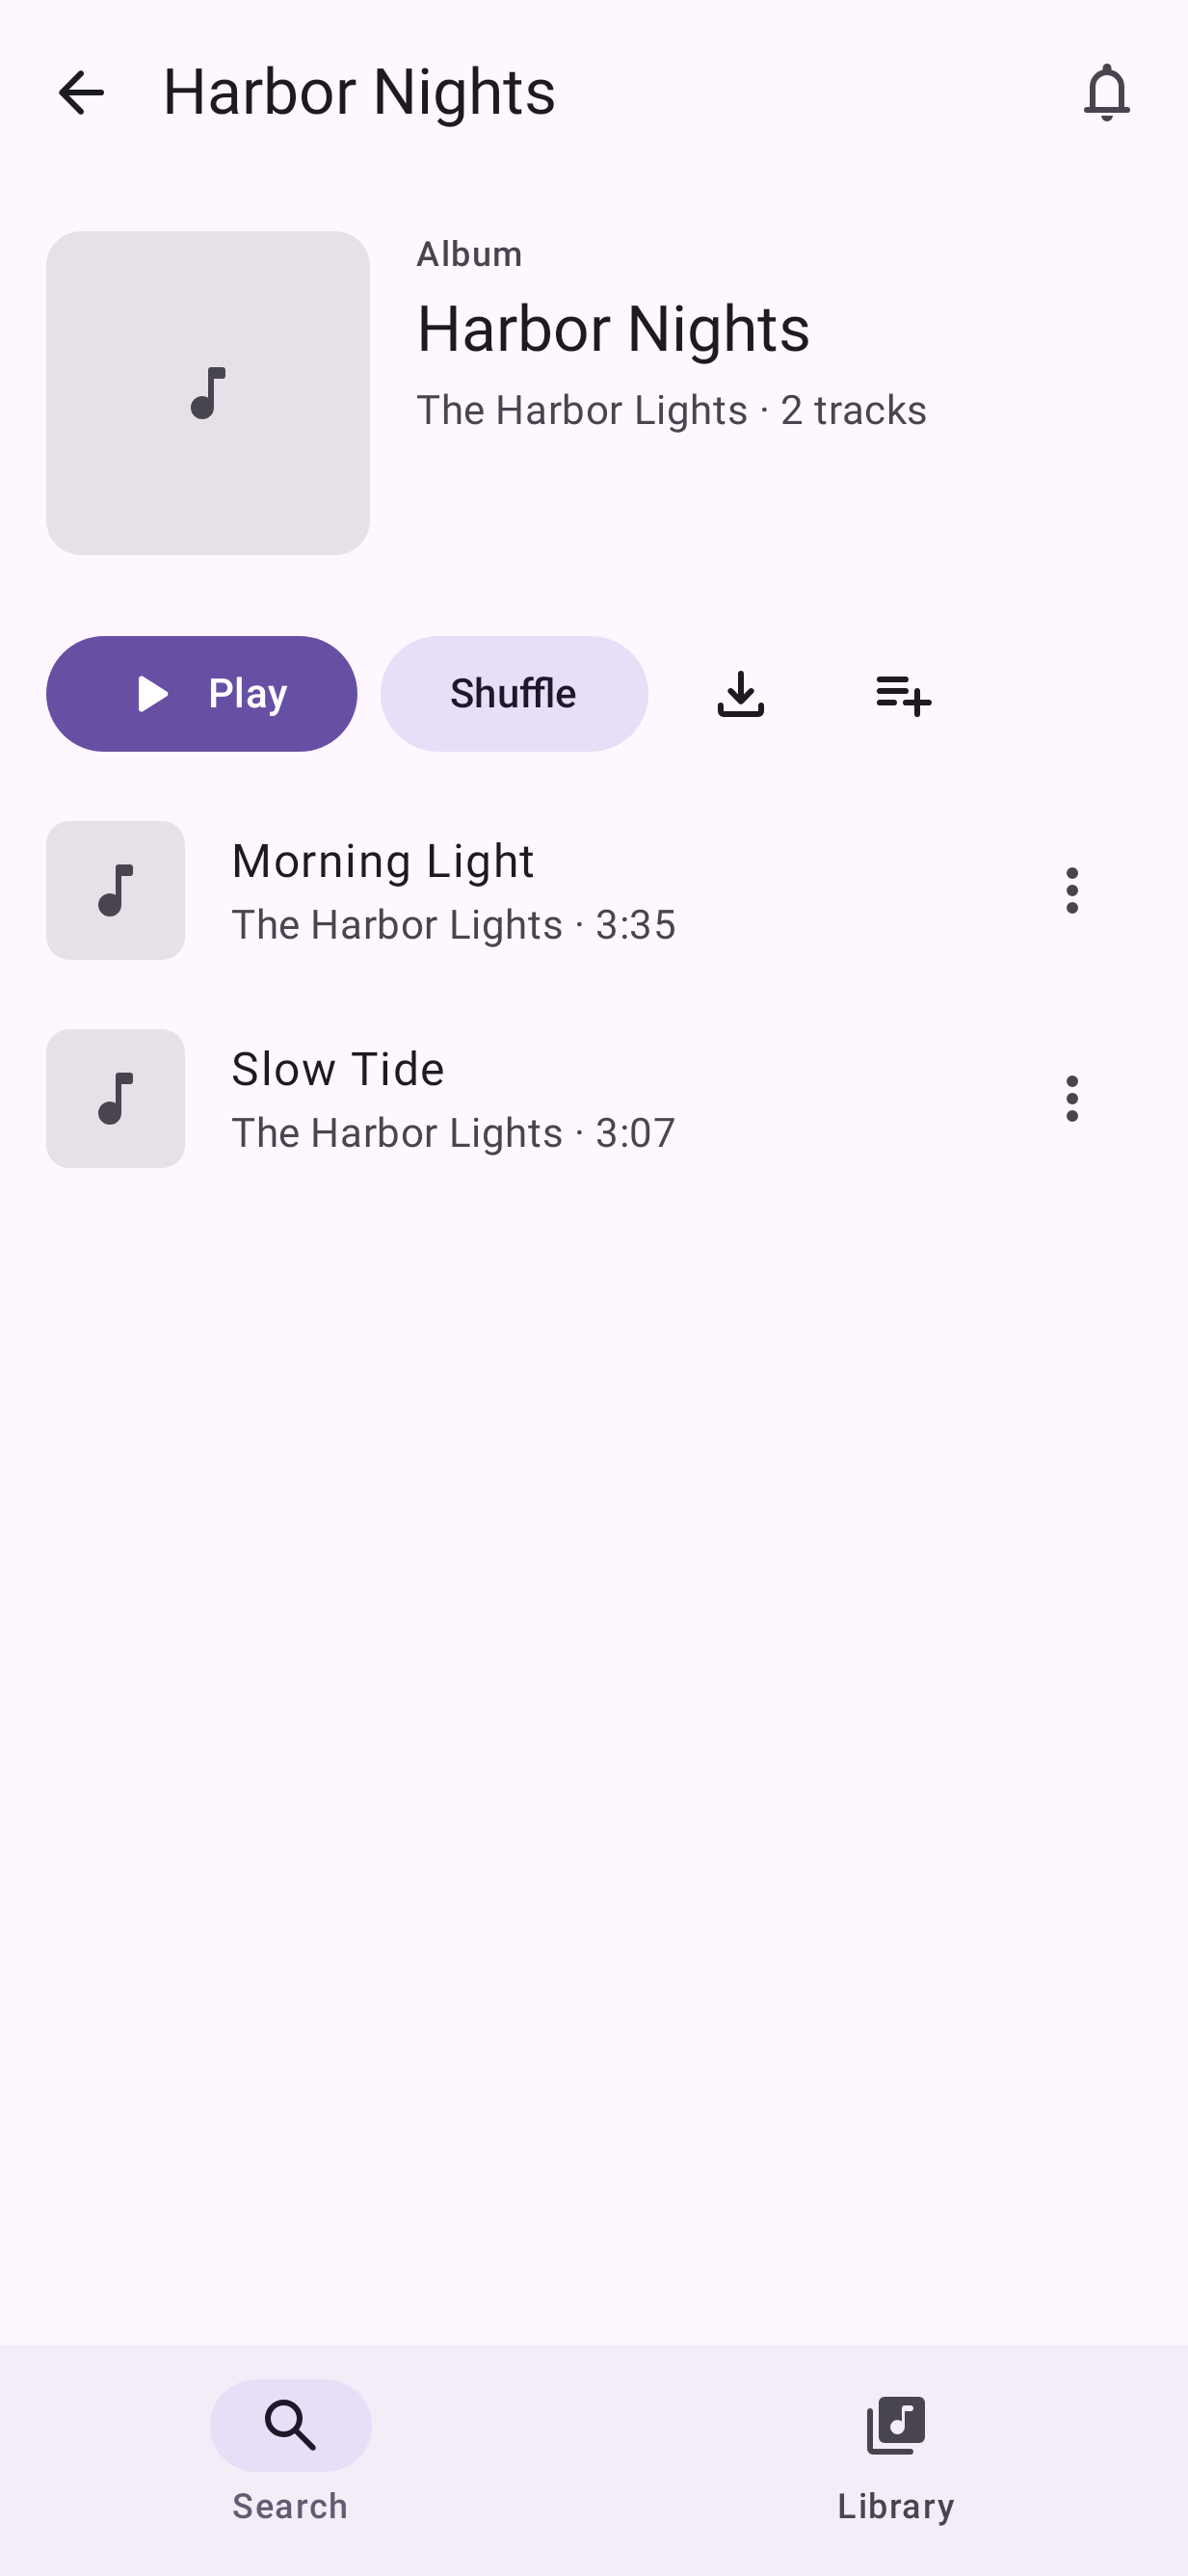 Harbor Nights
Album
Harbor Nights
The Harbor Lights · 2 tracks
Play
Shuffle
Morning Light
The Harbor Lights · 3:35
Slow Tide
The Harbor Lights · 3:07
Search
Library